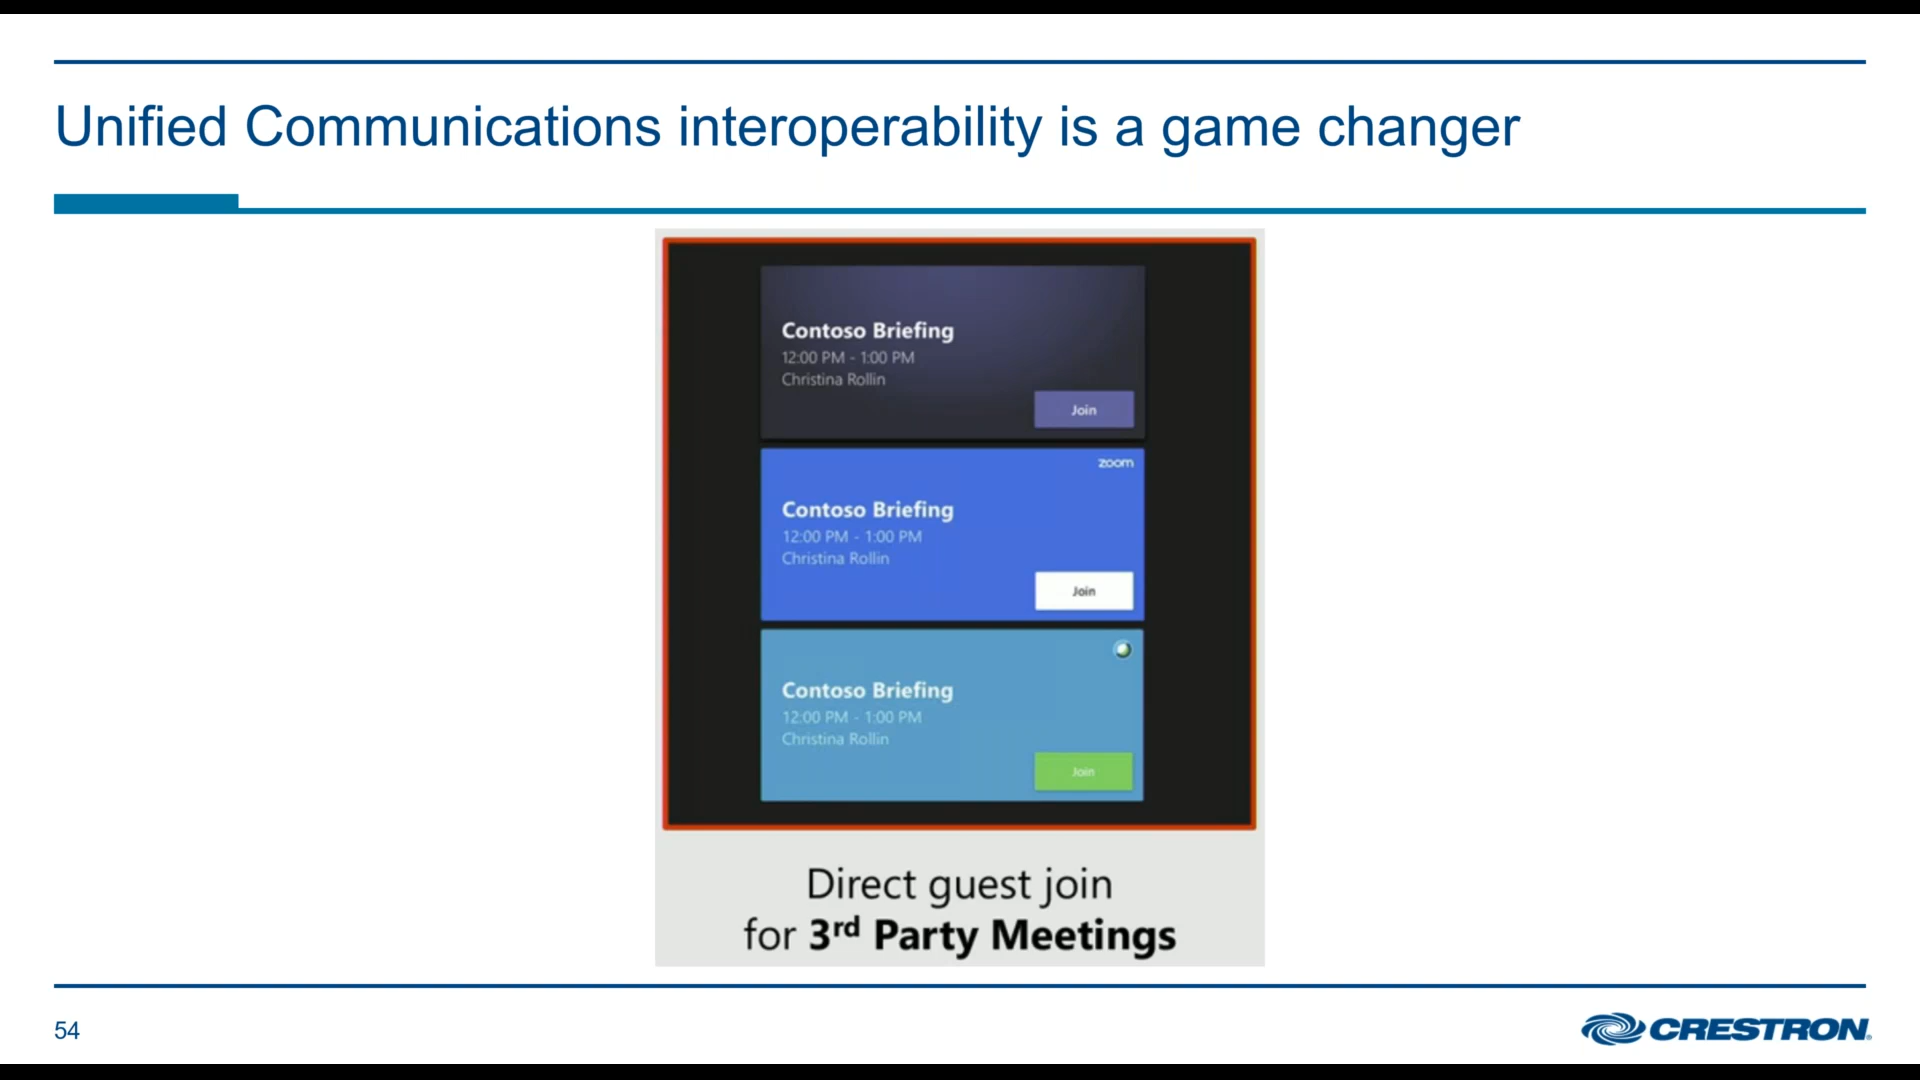 Unified Communications interoperability is a game changer
Contoso Briefing
12:00 PM - 1:00 PM
Christina Rollin
Join
zoom
Contoso Briefing
12:00 PM - 1:00 PM
Christina Rollin
Join
Contoso Briefing
12:00 PM - 1:00 PM
Christina Rollin
Join
Direct guest join
for 3rd Party Meetings
54
CRESTRON